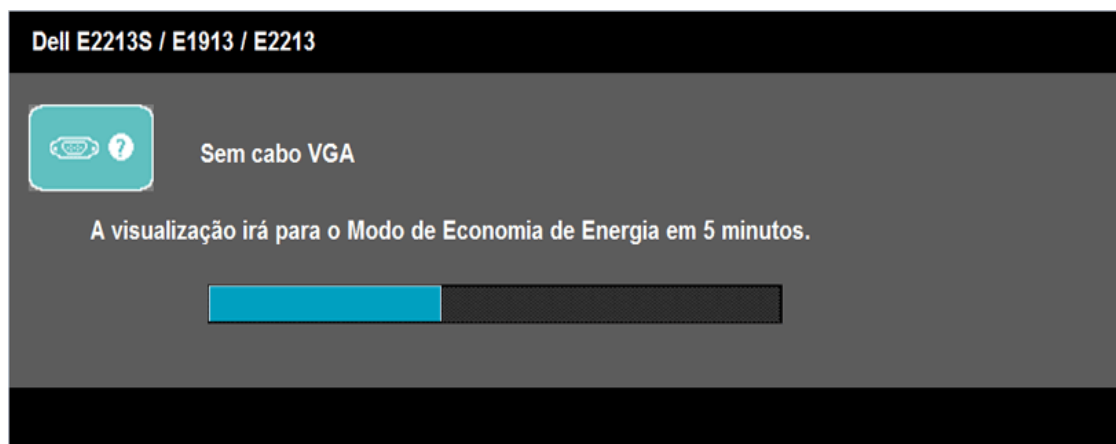 Dell E2213S / E1913 / E2213
?
Sem cabo VGA
A visualização irá para o Modo de Economia de Energia em 5 minutos.